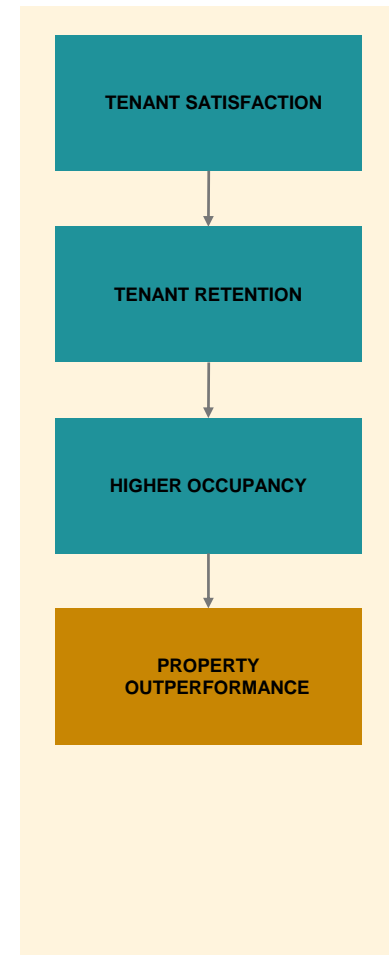 TENANT SATISFACTION
TENANT RETENTION
HIGHER OCCUPANCY
PROPERTY
OUTPERFORMANCE